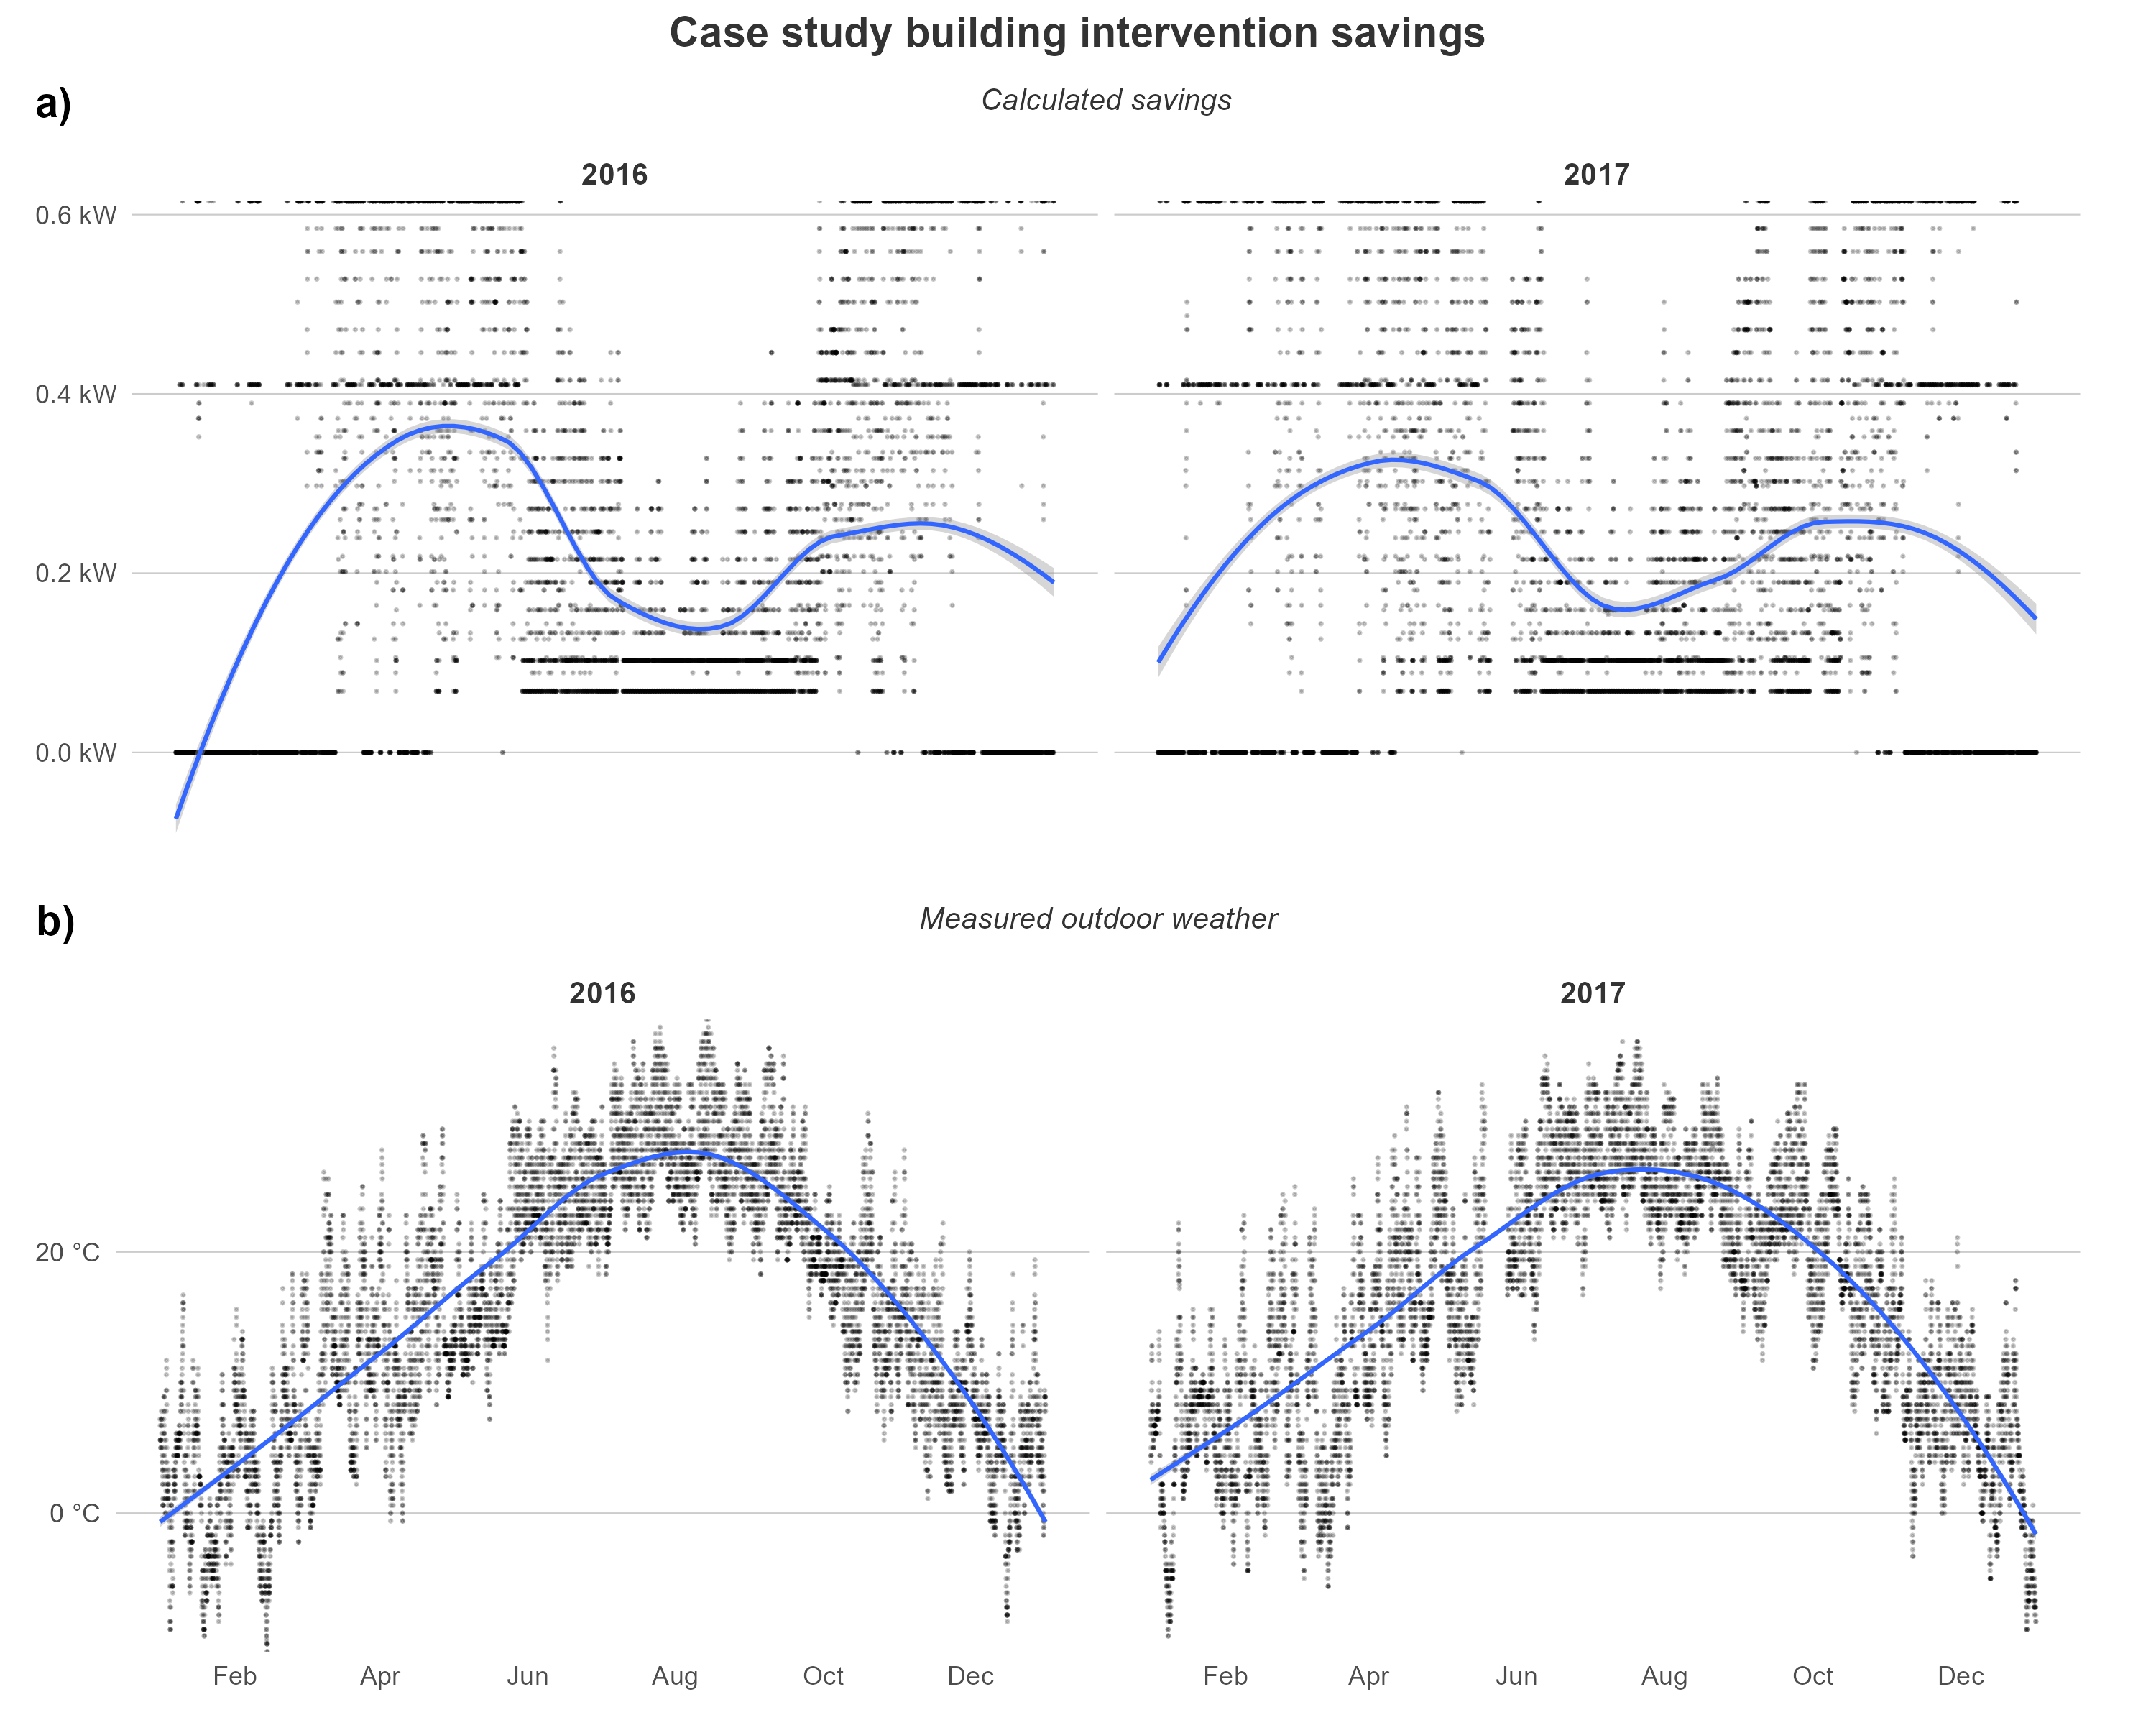 Case study building intervention savings
a)
Calculated savings
2016 2017
0.6 kW
0.4 kW
0.2 kW
0.0 kW
b)
Measured outdoor weather
2016 2017
20 °C
0 °C
Feb Apr Jun Aug Oct Dec Feb Apr Jun Aug Oct Dec